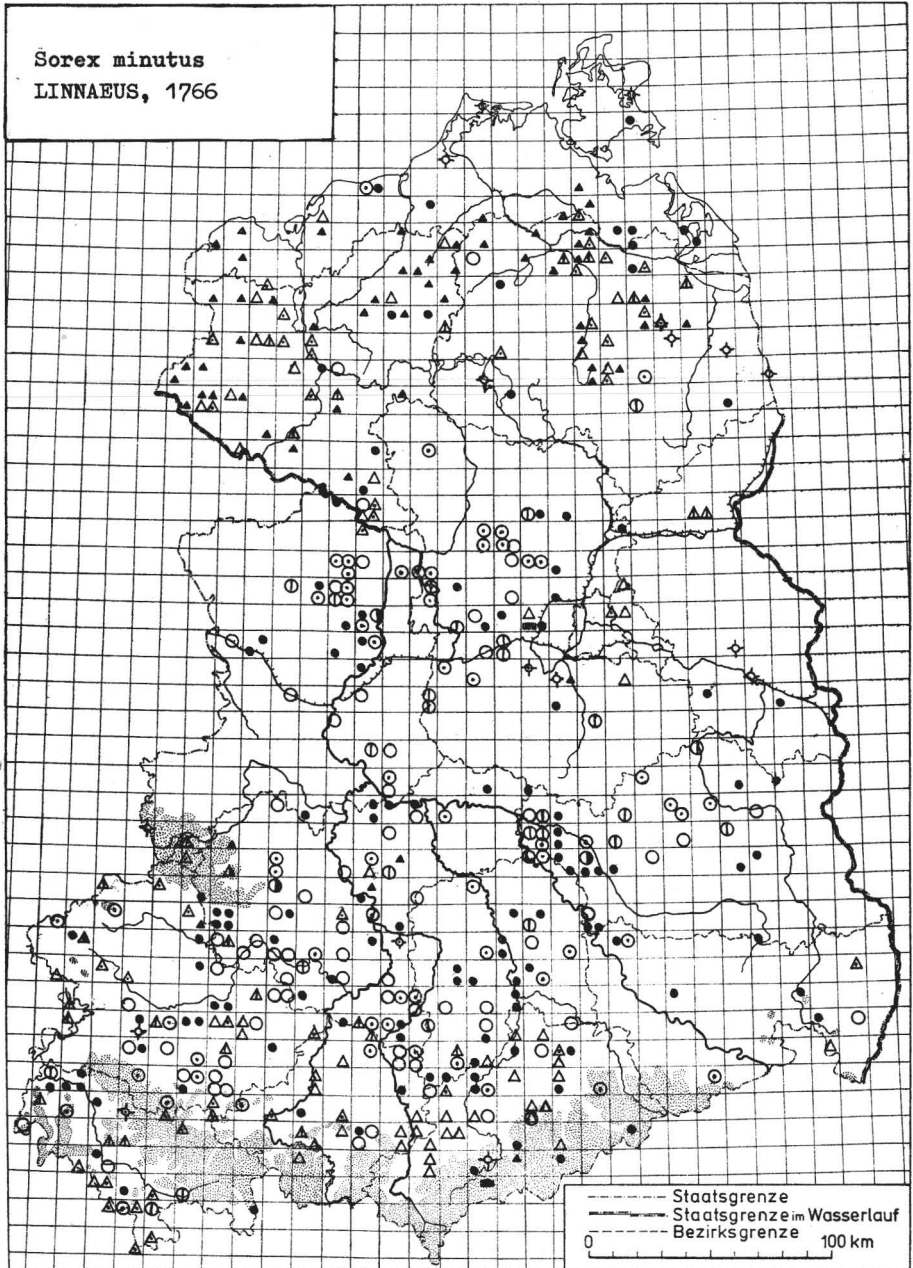 Sorex minutus
LINNAEUS, 1766
Staatsgrenze
Staatsgrenze im Wasserlauf
Bezirksgrenze
0 100 km